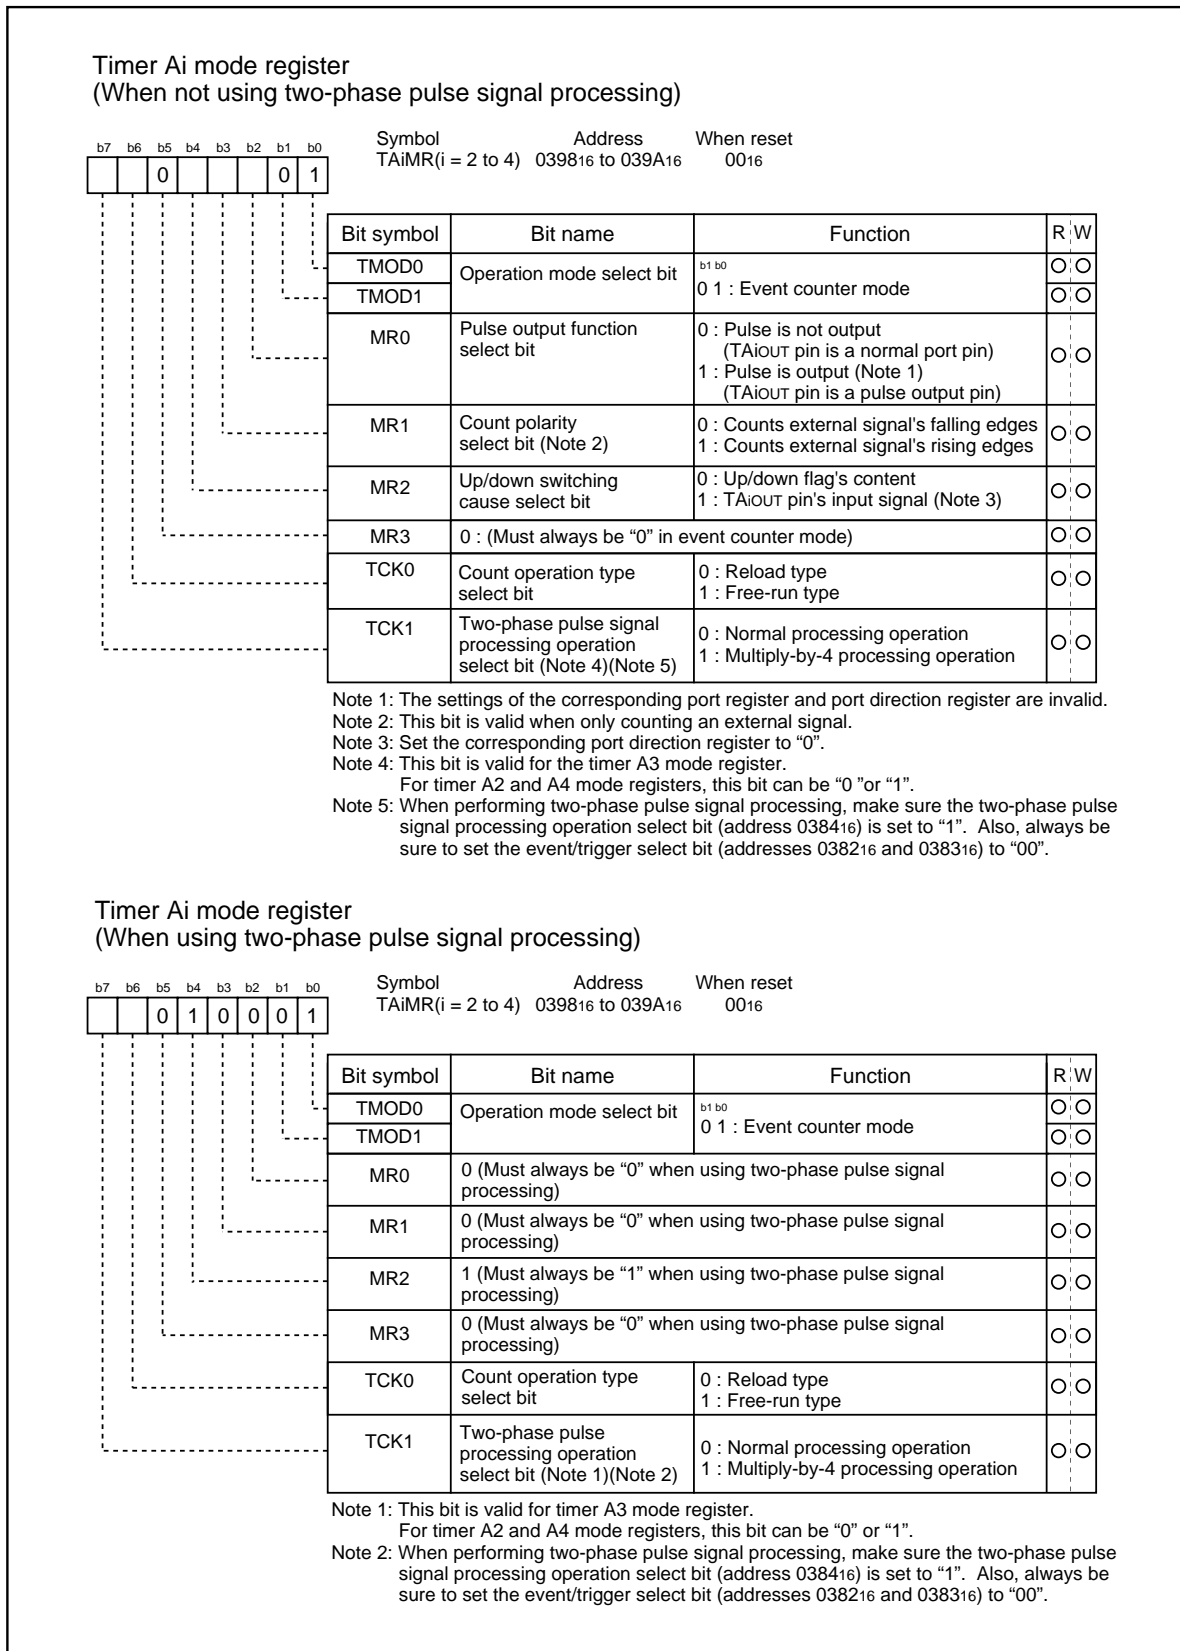 Timer Ai mode register
(When not using two-phase pulse signal processing)
Symbol Address When reset
TAiMR(i = 2 to 4) 039816 to 039A16 0016
b7 b6 b5 b4 b3 b2 b1 b0
0 0 1
Bit symbol Bit name Function R W
TMOD0 Operation mode select bit b1 b0
TMOD1 0 1 : Event counter mode
MR0 Pulse output function 0 : Pulse is not output
select bit (TAiOUT pin is a normal port pin)
1 : Pulse is output (Note 1)
(TAiOUT pin is a pulse output pin)
MR1 Count polarity 0 : Counts external signal's falling edges
select bit (Note 2) 1 : Counts external signal's rising edges
MR2 Up/down switching 0 : Up/down flag's content
cause select bit 1 : TAiOUT pin's input signal (Note 3)
MR3 0 : (Must always be “0” in event counter mode)
TCK0 Count operation type 0 : Reload type
select bit 1 : Free-run type
TCK1 Two-phase pulse signal 0 : Normal processing operation
processing operation 1 : Multiply-by-4 processing operation
select bit (Note 4)(Note 5)
Note 1: The settings of the corresponding port register and port direction register are invalid.
Note 2: This bit is valid when only counting an external signal.
Note 3: Set the corresponding port direction register to “0”.
Note 4: This bit is valid for the timer A3 mode register.
For timer A2 and A4 mode registers, this bit can be “0 ”or “1”.
Note 5: When performing two-phase pulse signal processing, make sure the two-phase pulse
signal processing operation select bit (address 038416) is set to “1”. Also, always be
sure to set the event/trigger select bit (addresses 038216 and 038316) to “00”.
Timer Ai mode register
(When using two-phase pulse signal processing)
Symbol Address When reset
TAiMR(i = 2 to 4) 039816 to 039A16 0016
b7 b6 b5 b4 b3 b2 b1 b0
0 1 0 0 0 1
Bit symbol Bit name Function R W
TMOD0 Operation mode select bit b1 b0
TMOD1 0 1 : Event counter mode
MR0 0 (Must always be “0” when using two-phase pulse signal
processing)
MR1 0 (Must always be “0” when using two-phase pulse signal
processing)
MR2 1 (Must always be “1” when using two-phase pulse signal
processing)
MR3 0 (Must always be “0” when using two-phase pulse signal
processing)
TCK0 Count operation type 0 : Reload type
select bit 1 : Free-run type
TCK1 Two-phase pulse 0 : Normal processing operation
processing operation 1 : Multiply-by-4 processing operation
select bit (Note 1)(Note 2)
Note 1: This bit is valid for timer A3 mode register.
For timer A2 and A4 mode registers, this bit can be “0” or “1”.
Note 2: When performing two-phase pulse signal processing, make sure the two-phase pulse
signal processing operation select bit (address 038416) is set to “1”. Also, always be
sure to set the event/trigger select bit (addresses 038216 and 038316) to “00”.